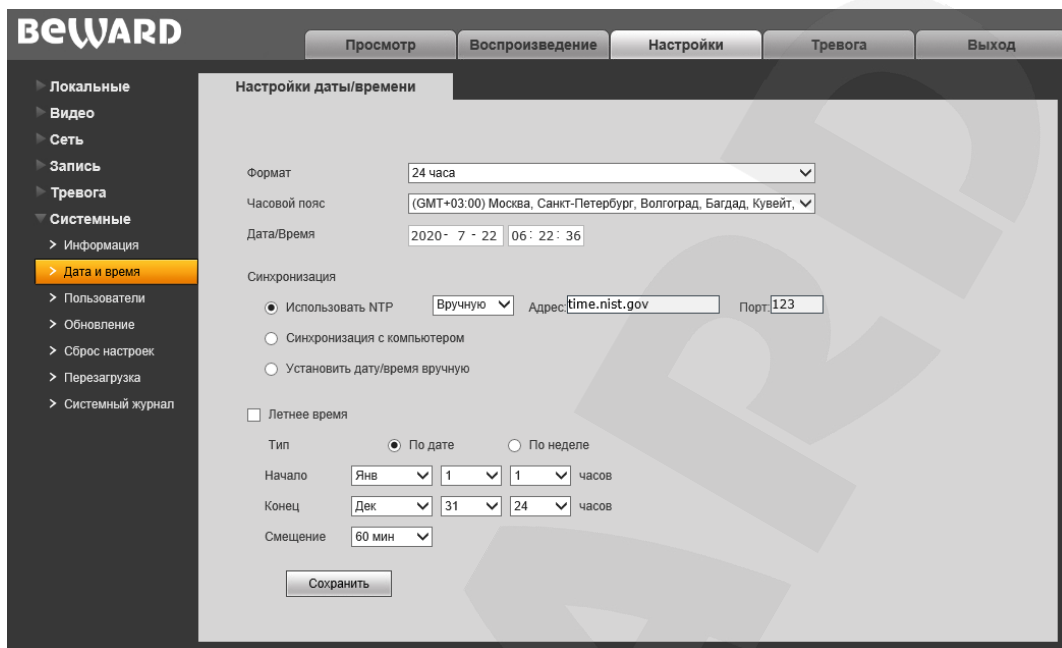 BEWARD
Просмотр Воспроизведение Настройки Тревога Выход
Локальные
Видео
Сеть
Запись
Тревога
Системные
Информация
Дата и время
Пользователи
Обновление
Сброс настроек
Перезагрузка
Системный журнал
Настройки даты/времени
Формат 24 часа
Часовой пояс (GMT+03:00) Москва, Санкт-Петербург, Волгоград, Багдад, Кувейт,
Дата/Время 2020- 7 - 22 06: 22: 36
Синхронизация
Использовать NTP Вручную Адрес: time.nist.gov Порт: 123
Синхронизация с компьютером
Установить дату/время вручную
Летнее время
Тип По дате По неделе
Начало Янв 1 1 часов
Конец Дек 31 24 часов
Смещение 60 мин
Сохранить